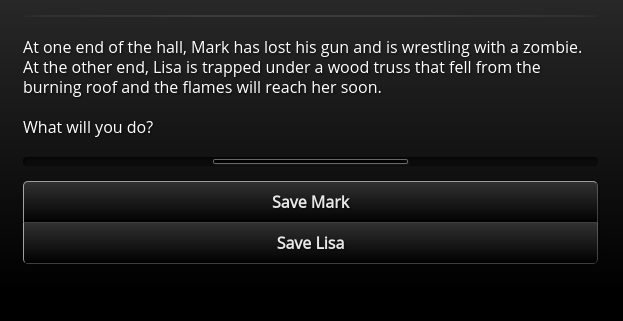 At one end of the hall, Mark has lost his gun and is wrestling with a zombie.
At the other end, Lisa is trapped under a wood truss that fell from the
burning roof and the flames will reach her soon.
What will you do?
Save Mark
Save Lisa